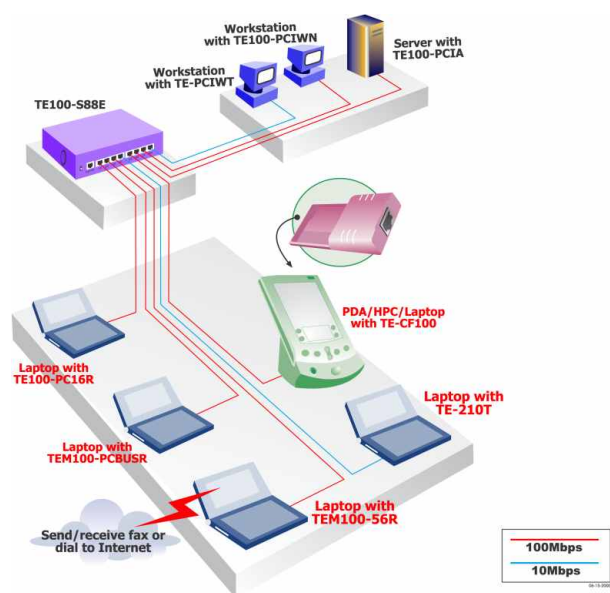 Workstation
with TE100-PCIWN
Server with
TE100-PCIA
Workstation
with TE-PCIWT
TE100-S88E
PDA/HPC/Laptop
with TE-CF100
Laptop with
TE100-PC16R
Laptop with
TE-210T
Laptop with
TEM100-PCBUSR
Laptop with
TEM100-56R
Send/receive fax or
dial to Internet
100Mbps
10Mbps